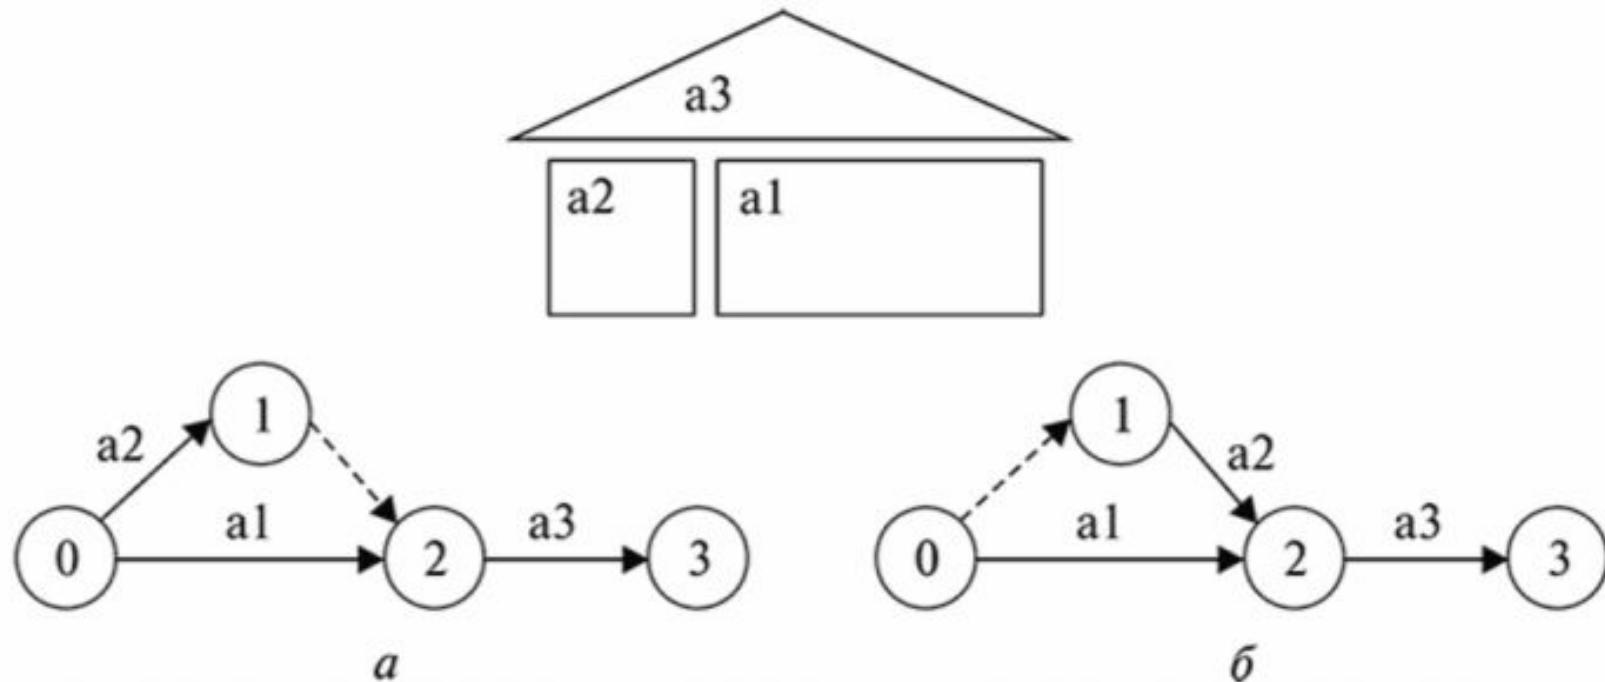 a3
a2 a1
1 1
a2 a2
a1 a3 a1 a3
0 2 3 0 2 3
а б